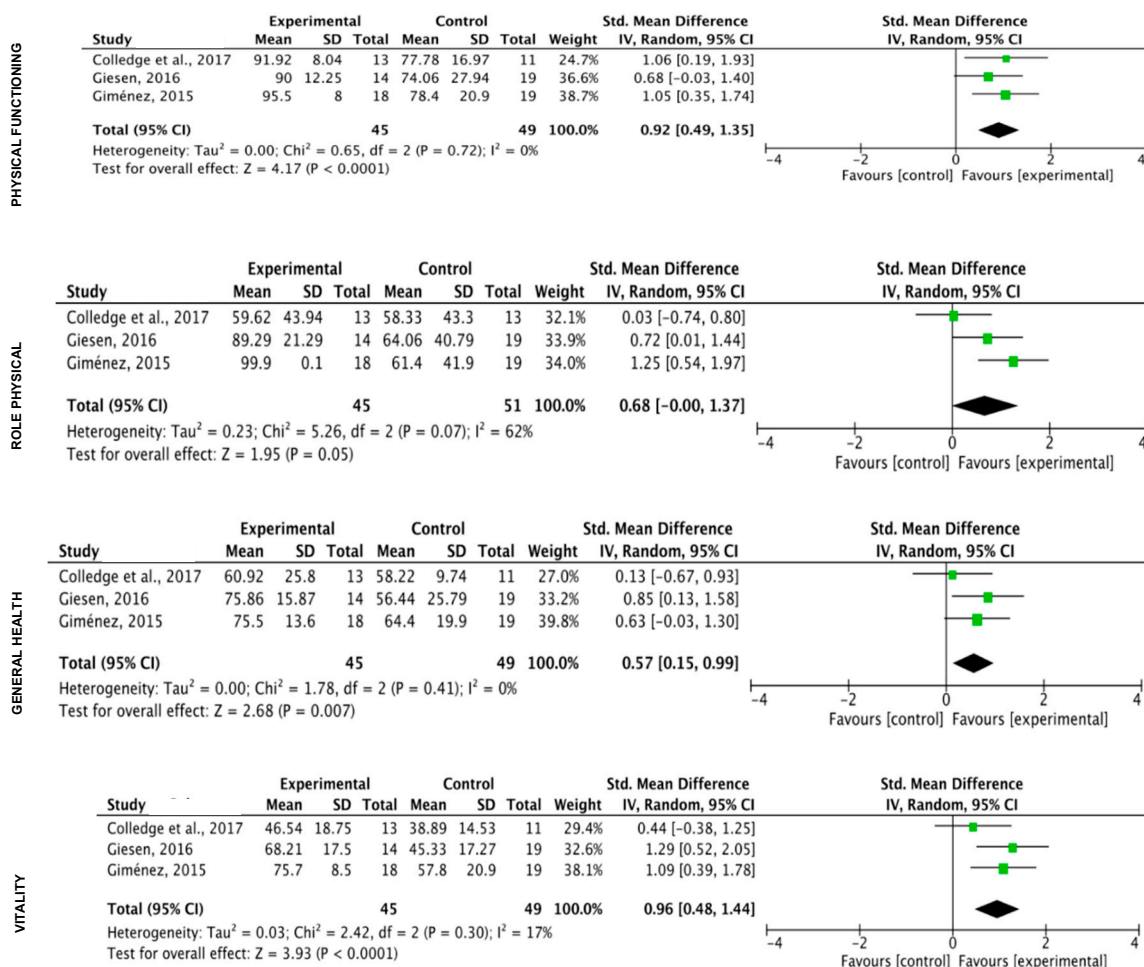 PHYSICAL FUNCTIONING
Experimental Control Std. Mean Difference Std. Mean Difference
Study Mean SD Total Mean SD Total Weight IV, Random, 95% CI IV, Random, 95% CI
Colledge et al., 2017 91.92 8.04 13 77.78 16.97 11 24.7% 1.06 [0.19, 1.93]
Giesen, 2016 90 12.25 14 74.06 27.94 19 36.6% 0.68 [−0.03, 1.40]
Giménez, 2015 95.5 8 18 78.4 20.9 19 38.7% 1.05 [0.35, 1.74]
Total (95% CI) 45 49 100.0% 0.92 [0.49, 1.35]
Heterogeneity: Tau² = 0.00; Chi² = 0.65, df = 2 (P = 0.72); I² = 0%
Test for overall effect: Z = 4.17 (P < 0.0001)
−4 −2 0 2 4
Favours [control] Favours [experimental]
ROLE PHYSICAL
Experimental Control Std. Mean Difference Std. Mean Difference
Study Mean SD Total Mean SD Total Weight IV, Random, 95% CI IV, Random, 95% CI
Colledge et al., 2017 59.62 43.94 13 58.33 43.3 13 32.1% 0.03 [−0.74, 0.80]
Giesen, 2016 89.29 21.29 14 64.06 40.79 19 33.9% 0.72 [0.01, 1.44]
Giménez, 2015 99.9 0.1 18 61.4 41.9 19 34.0% 1.25 [0.54, 1.97]
Total (95% CI) 45 51 100.0% 0.68 [−0.00, 1.37]
Heterogeneity: Tau² = 0.23; Chi² = 5.26, df = 2 (P = 0.07); I² = 62%
Test for overall effect: Z = 1.95 (P = 0.05)
−4 −2 0 2 4
Favours [control] Favours [experimental]
GENERAL HEALTH
Experimental Control Std. Mean Difference Std. Mean Difference
Study Mean SD Total Mean SD Total Weight IV, Random, 95% CI IV, Random, 95% CI
Colledge et al., 2017 60.92 25.8 13 58.22 9.74 11 27.0% 0.13 [−0.67, 0.93]
Giesen, 2016 75.86 15.87 14 56.44 25.79 19 33.2% 0.85 [0.13, 1.58]
Giménez, 2015 75.5 13.6 18 64.4 19.9 19 39.8% 0.63 [−0.03, 1.30]
Total (95% CI) 45 49 100.0% 0.57 [0.15, 0.99]
Heterogeneity: Tau² = 0.00; Chi² = 1.78, df = 2 (P = 0.41); I² = 0%
Test for overall effect: Z = 2.68 (P = 0.007)
−4 −2 0 2 4
Favours [control] Favours [experimental]
VITALITY
Experimental Control Std. Mean Difference Std. Mean Difference
Study Mean SD Total Mean SD Total Weight IV, Random, 95% CI IV, Random, 95% CI
Colledge et al., 2017 46.54 18.75 13 38.89 14.53 11 29.4% 0.44 [−0.38, 1.25]
Giesen, 2016 68.21 17.5 14 45.33 17.27 19 32.6% 1.29 [0.52, 2.05]
Giménez, 2015 75.7 8.5 18 57.8 20.9 19 38.1% 1.09 [0.39, 1.78]
Total (95% CI) 45 49 100.0% 0.96 [0.48, 1.44]
Heterogeneity: Tau² = 0.03; Chi² = 2.42, df = 2 (P = 0.30); I² = 17%
Test for overall effect: Z = 3.93 (P < 0.0001)
−4 −2 0 2 4
Favours [control] Favours [experimental]